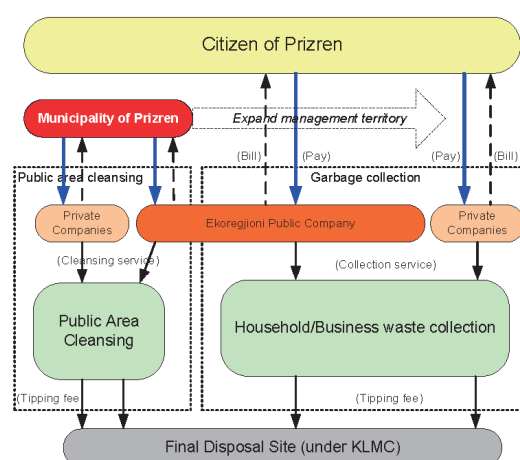 Citizen of Prizren
Municipality of Prizren
Expand management territory
(Bill)
(Pay)
(Pay)
(Bill)
Public area cleansing
Garbage collection
Private
Companies
Ekoregjioni Public Company
Private
Companies
(Cleansing service)
(Collection service)
Public Area
Cleansing
Household/Business waste collection
(Tipping fee
(Tipping fee)
Final Disposal Site (under KLMC)